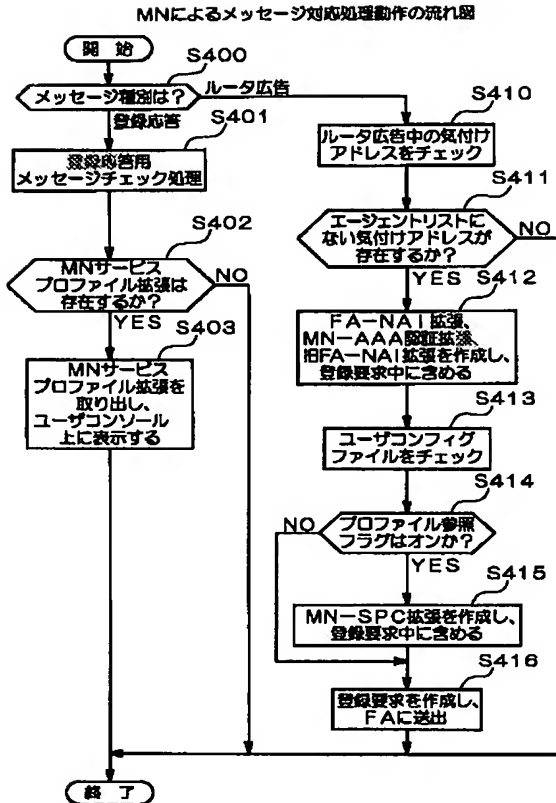 MNによるメッセージ対応処理動作の流れ図
開 始
S400
メッセージ種別は?
ルータ広告
登録応答
S401
登録応答用
メッセージチェック処理
S402
MNサービス
プロファイル拡張は
存在するか?
NO
YES
S403
MNサービス
プロファイル拡張を
取り出し、
ユーザコンソール
上に表示する
S410
ルータ広告中の気付け
アドレスをチェック
S411
エージェントリストに
ない気付けアドレスが
存在するか?
NO
YES
S412
FA-NAI拡張、
MN-AAA認証拡張、
旧FA-NAI拡張を作成し、
登録要求中に含める
S413
ユーザコンフィグ
ファイルをチェック
S414
NO
プロファイル参照
フラグはオンか?
YES
S415
MN-SPC拡張を作成し、
登録要求中に含める
S416
登録要求を作成し、
FAに送出
終 了